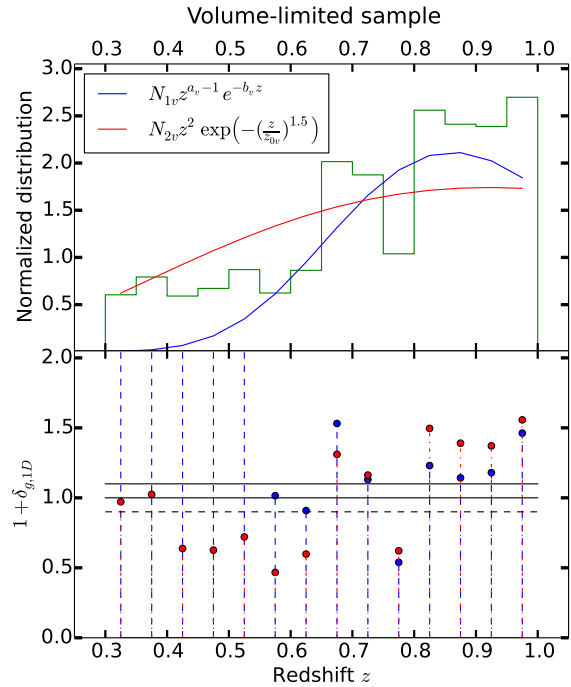 Volume-limited sample
0.3 0.4 0.5 0.6 0.7 0.8 0.9 1.0
3.0
2.5
2.0
1.5
1.0
0.5
Normalized distribution
N_{1v} z^{a_v-1} e^{-b_v z}
N_{2v} z^2 exp(-(z/z_{0v})^{1.5})
2.0
1.5
1.0
0.5
0.0
1+δ_{g,1D}
0.3 0.4 0.5 0.6 0.7 0.8 0.9 1.0
Redshift z